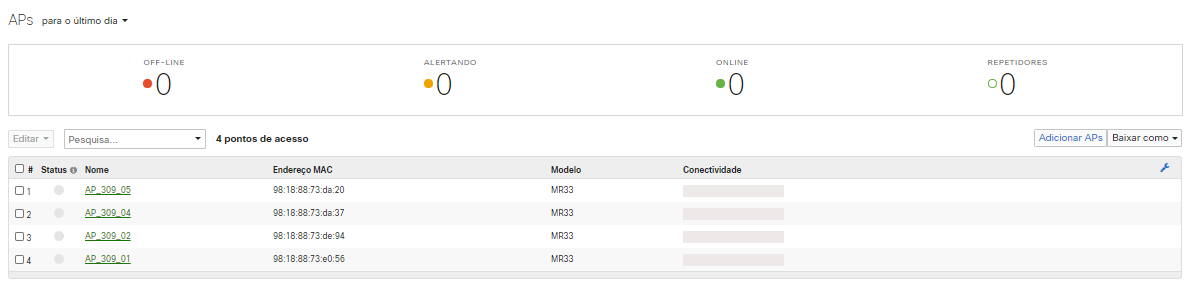 APs para o último dia
OFF-LINE ALERTANDO ONLINE REPETIDORES
0 0 0 0
Editar Pesquisa... 4 pontos de acesso Adicionar APs Baixar como
# Status Nome Endereço MAC Modelo Conectividade
1 AP_309_05 98:18:88:73:da:20 MR33
2 AP_309_04 98:18:88:73:da:37 MR33
3 AP_309_02 98:18:88:73:de:94 MR33
4 AP_309_01 98:18:88:73:e0:56 MR33